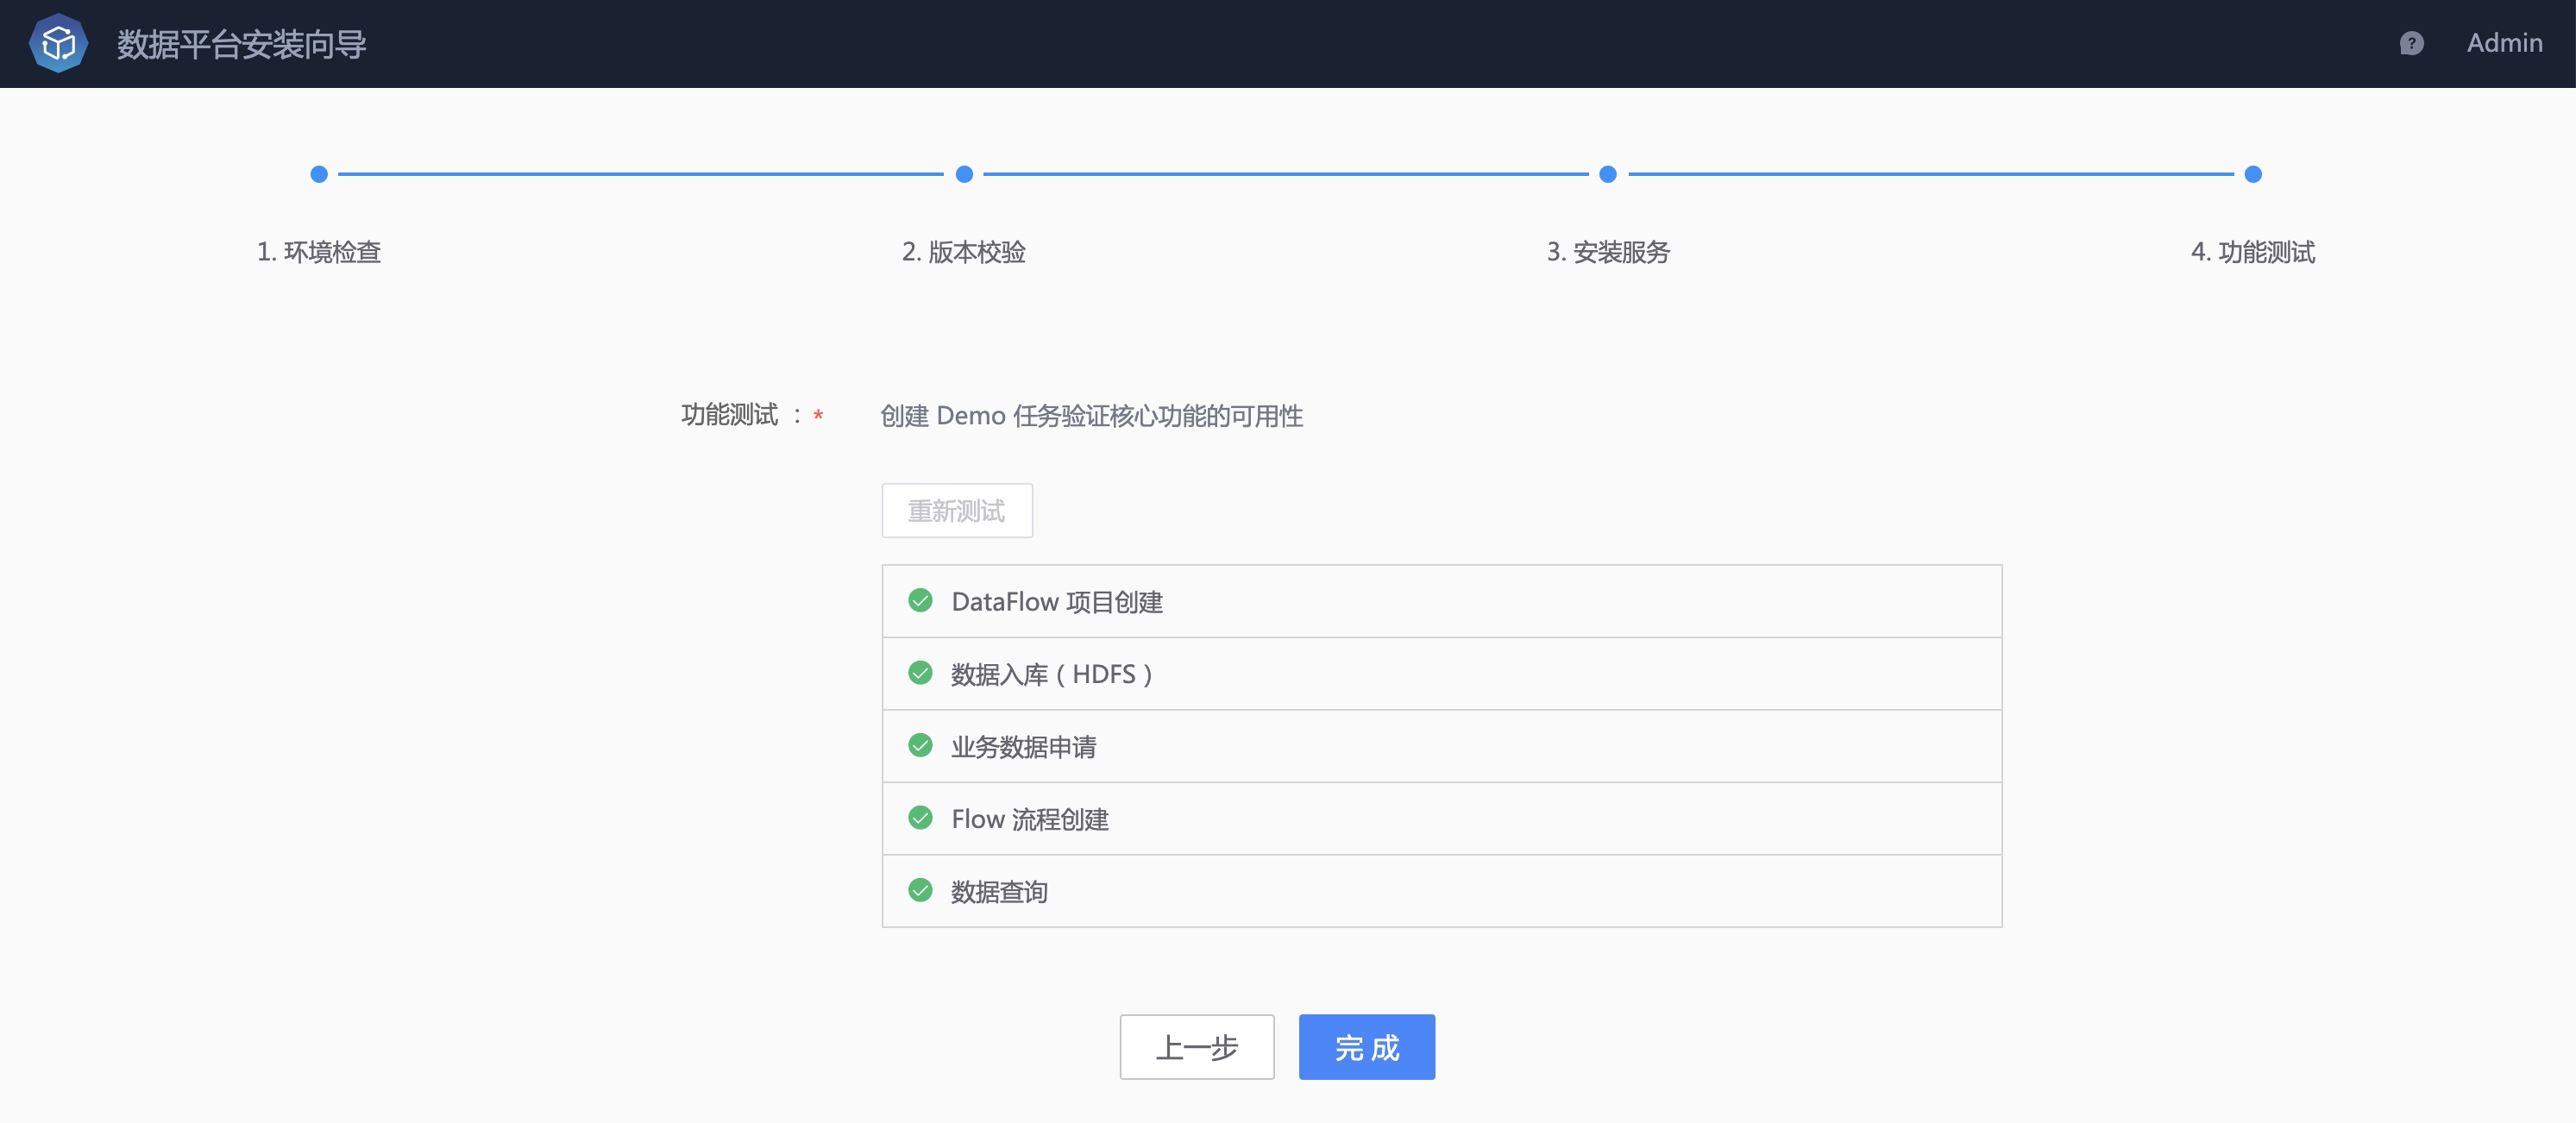 数据平台安装向导
Admin
1. 环境检查
2. 版本校验
3. 安装服务
4. 功能测试
功能测试 : *
创建 Demo 任务验证核心功能的可用性
重新测试
DataFlow 项目创建
数据入库 ( HDFS )
业务数据申请
Flow 流程创建
数据查询
上一步
完 成